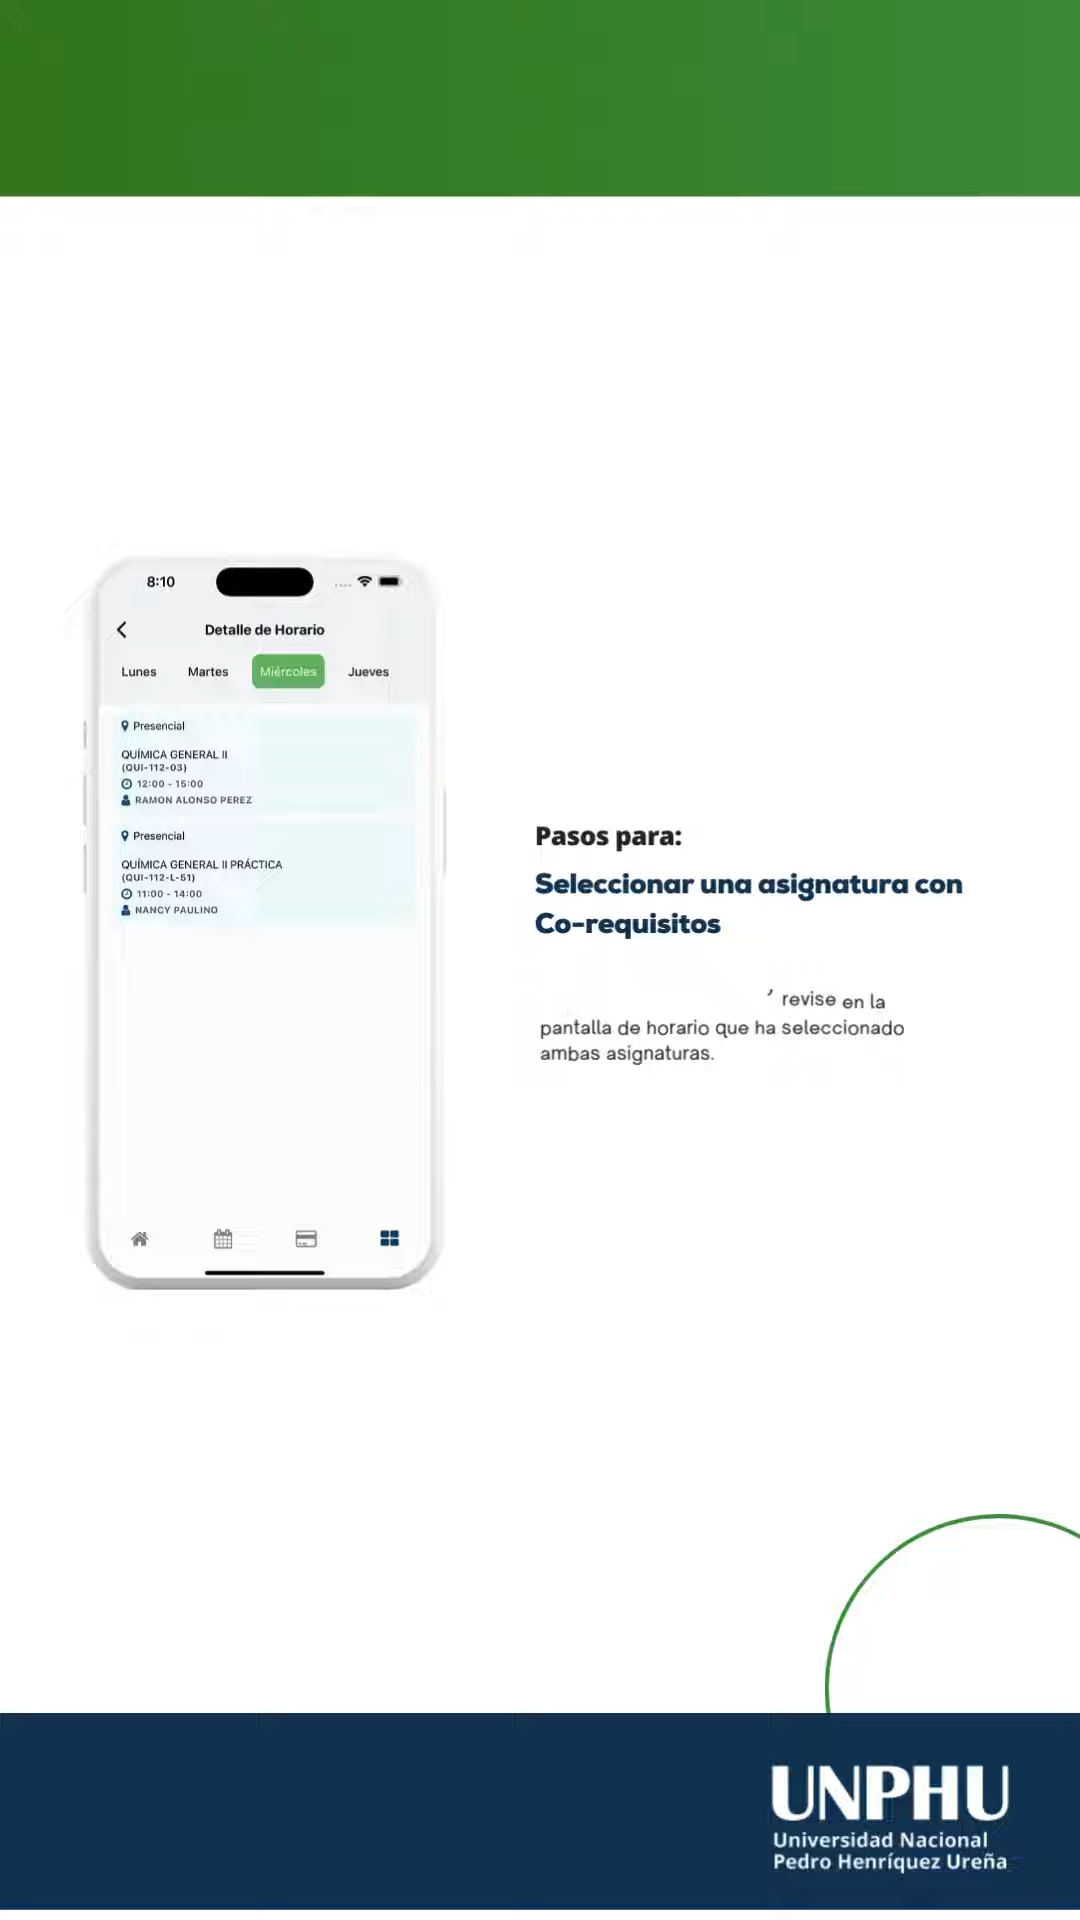 8:10
Detalle de Horario
Lunes Martes Miércoles Jueves
Presencial
QUÍMICA GENERAL II
(QUI-112-03)
12:00 - 15:00
RAMON ALONSO PEREZ
Presencial
QUÍMICA GENERAL II PRÁCTICA
(QUI-112-L-51)
11:00 - 14:00
NANCY PAULINO
Pasos para:
Seleccionar una asignatura con
Co-requisitos
, revise en la
pantalla de horario que ha seleccionado
ambas asignaturas.
UNPHU
Universidad Nacional
Pedro Henríquez Ureña